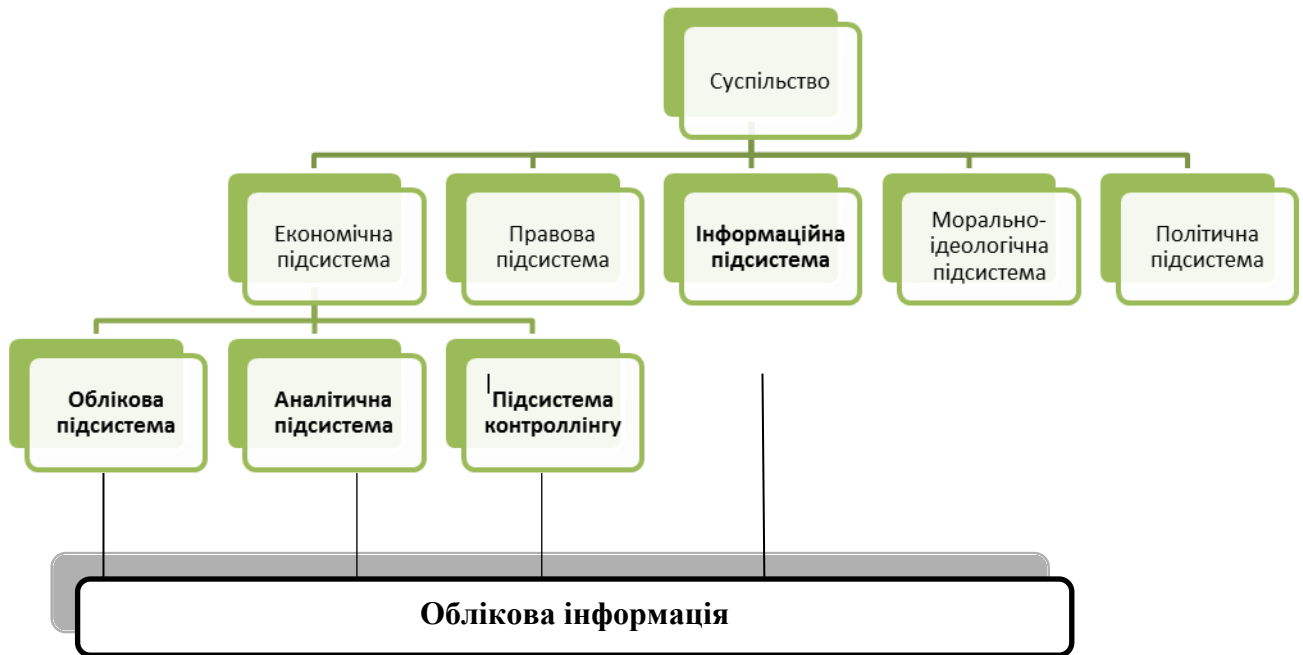 Суспільство
Економічна
підсистема
Правова
підсистема
Інформаційна
підсистема
Морально-
ідеологічна
підсистема
Політична
підсистема
Облікова
підсистема
Аналітична
підсистема
Підсистема
контроллінгу
Облікова інформація